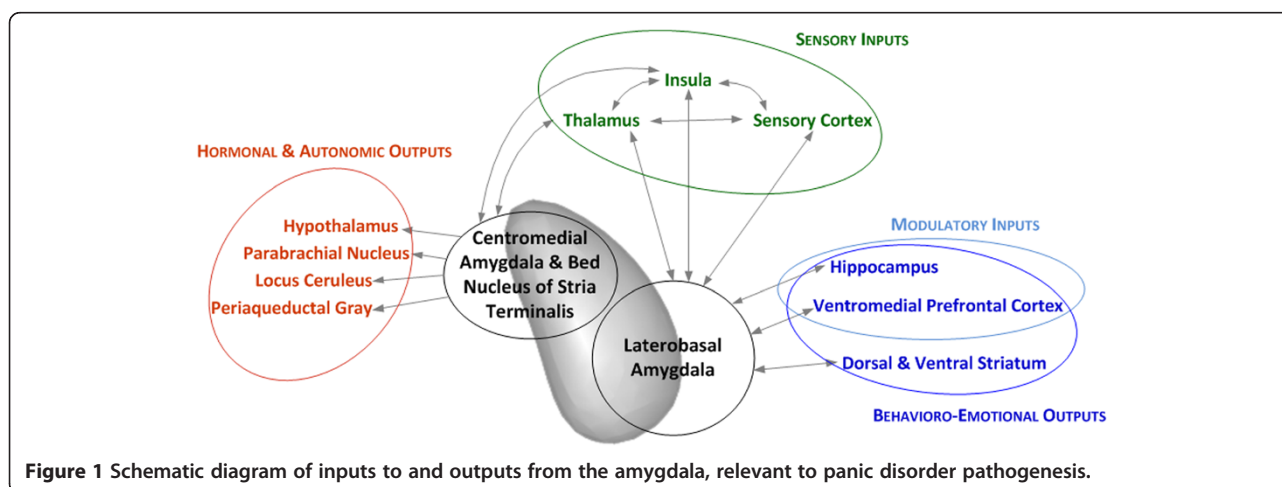 SENSORY INPUTS
Insula
Thalamus
Sensory Cortex
HORMONAL & AUTONOMIC OUTPUTS
Hypothalamus
Parabrachial Nucleus
Locus Ceruleus
Periaqueductal Gray
Centromedial
Amygdala & Bed
Nucleus of Stria
Terminalis
Laterobasal
Amygdala
MODULATORY INPUTS
Hippocampus
Ventromedial Prefrontal Cortex
Dorsal & Ventral Striatum
BEHAVIORO-EMOTIONAL OUTPUTS
Figure 1 Schematic diagram of inputs to and outputs from the amygdala, relevant to panic disorder pathogenesis.